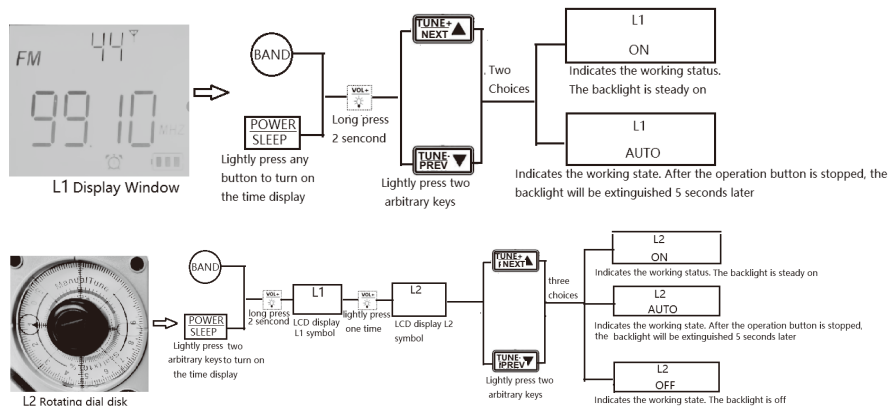 FM
44
99.10 MHZ
L1 Display Window
BAND
POWER
SLEEP
Lightly press any
button to turn on
the time display
VOL+
Long press
2 sencond
TUNE+
NEXT
TUNE-
PREV
Lightly press two
arbitrary keys
. Two
Choices
L1
ON
Indicates the working status.
The backlight is steady on
L1
AUTO
Indicates the working state. After the operation button is stopped, the
backlight will be extinguished 5 seconds later
ManualTune
L2 Rotating dial disk
BAND
POWER
SLEEP
Lightly press two
arbitrary keys to turn on
the time display
VOL+
long press
2 sencond
L1
LCD display
L1 symbol
VOL+
lightly press
one time
L2
LCD display L2
symbol
TUNE+
NEXT
TUNE-
PREV
Lightly press two
arbitrary keys
three
choices
L2
ON
Indicates the working status. The backlight is steady on
L2
AUTO
Indicates the working state. After the operation button is stopped,
the backlight will be extinguished 5 seconds later
L2
OFF
Indicates the working state. The backlight is off